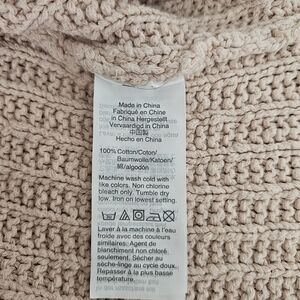 Made in China
Fabriqué en Chine
in China Hergestellt
Vervaardigd in China
中国製
Hecho en China
100% Cotton/Coton/
Baumwolle/Katoen/
綿/algodón
Machine wash cold with
like colors. Non chlorine
bleach only. Tumble dry
low. Iron on lowest setting.
Laver à la machine à l'eau
froide avec des couleurs
similaires. Agent de
blanchiment non chloré
seulement. Sécher au
sèche-linge au cycle doux.
Repasser à la plus basse
température.